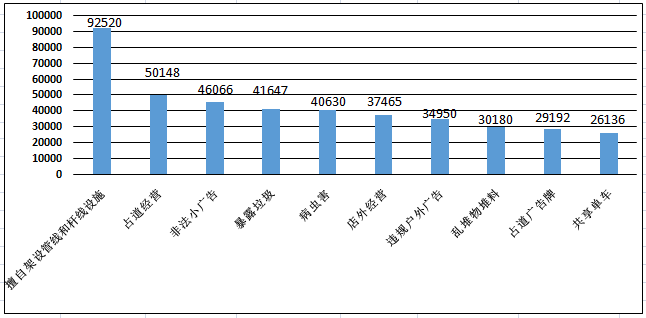 100000
90000
80000
70000
60000
50000
40000
30000
20000
10000
0
92520
50148
46066
41647
40630
37465
34950
30180
29192
26136
擅自架设管线和杆线设施
占道经营
非法小广告
暴露垃圾
病虫害
店外经营
违规户外广告
乱堆物堆料
占道广告牌
共享单车